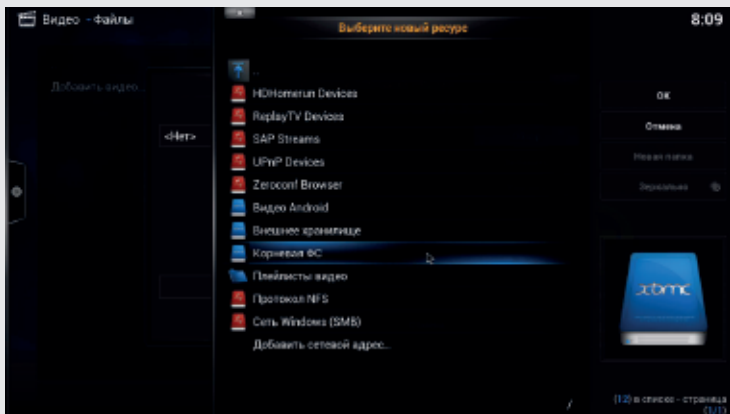 Видео - Файлы
Выберите новый ресурс
8:09
Добавить видео...
<Нет>
..
HDHomerun Devices
ReplayTV Devices
SAP Streams
UPnP Devices
Zeroconf Browser
Видео Android
Внешнее хранилище
Корневая ФС
Плейлисты видео
Протокол NFS
Сеть Windows (SMB)
Добавить сетевой адрес...
/
OK
Отмена
Новая папка
Зеркально
xbmc
(12) в списке - страница
(1/1)